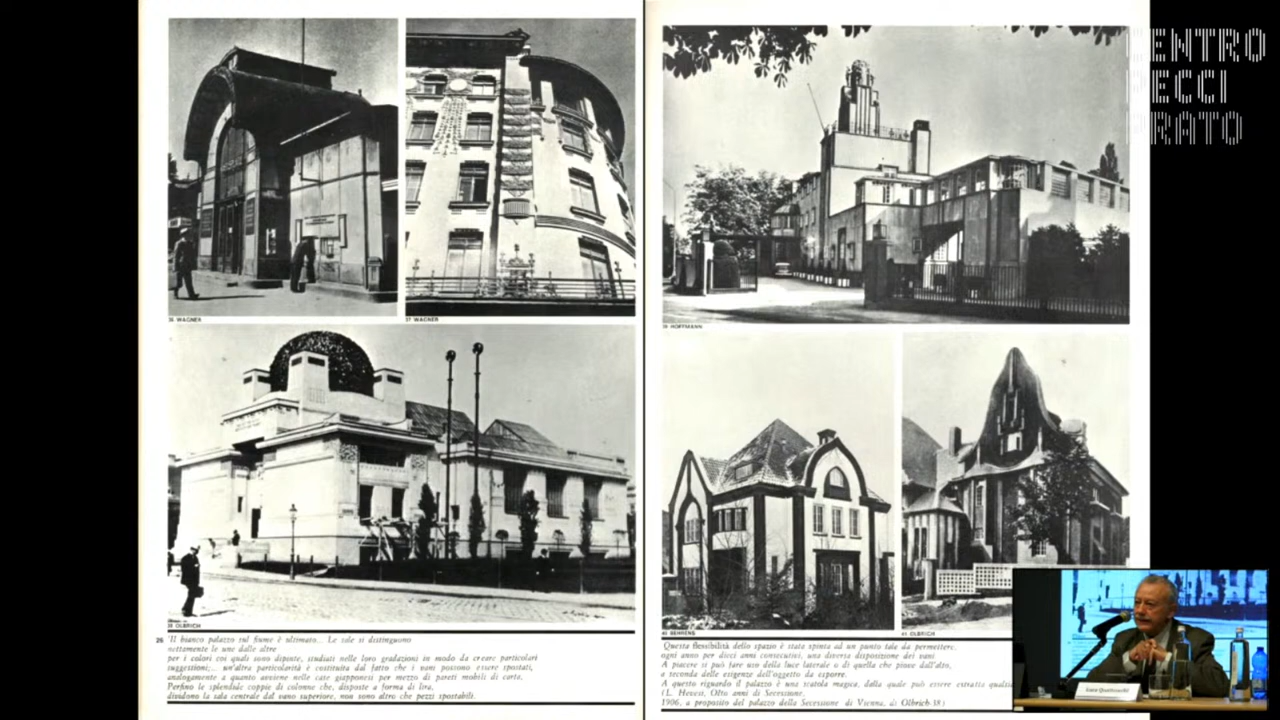 CENTRO
PECCI
PRATO
36 WAGNER
37 WAGNER
38 OLBRICH
39 HOFFMANN
40 BEHRENS
41 OLBRICH
26
'Il bianco palazzo sul fiume è ultimato... Le sale si distinguono
nettamente le une dalle altre
per i colori coi quali sono dipinte, studiati nelle loro gradazioni in modo da creare particolari
suggestioni;... un'altra particolarità è costituita dal fatto che i vani possono essere spostati,
analogamente a quanto avviene nelle case giapponesi per mezzo di pareti mobili di carta.
Perfino le splendide coppie di colonne che, disposte a forma di lira,
dividono la sala centrale dal vano superiore, non sono altro che pezzi spostabili.
Questa flessibilità dello spazio è stata spinta ad un punto tale da permettere,
ogni anno per dieci anni consecutivi, una diversa disposizione dei vani.
A piacere si può fare uso della luce laterale o di quella che piove dall'alto,
a seconda delle esigenze dell'oggetto da esporre.
A questo riguardo il palazzo è una scatola magica, dalla quale può essere estratta
(L. Hevesi, Otto anni di Secessione,
1906, a proposito del palazzo della Secessione di Vienna, di Olbrich 38)